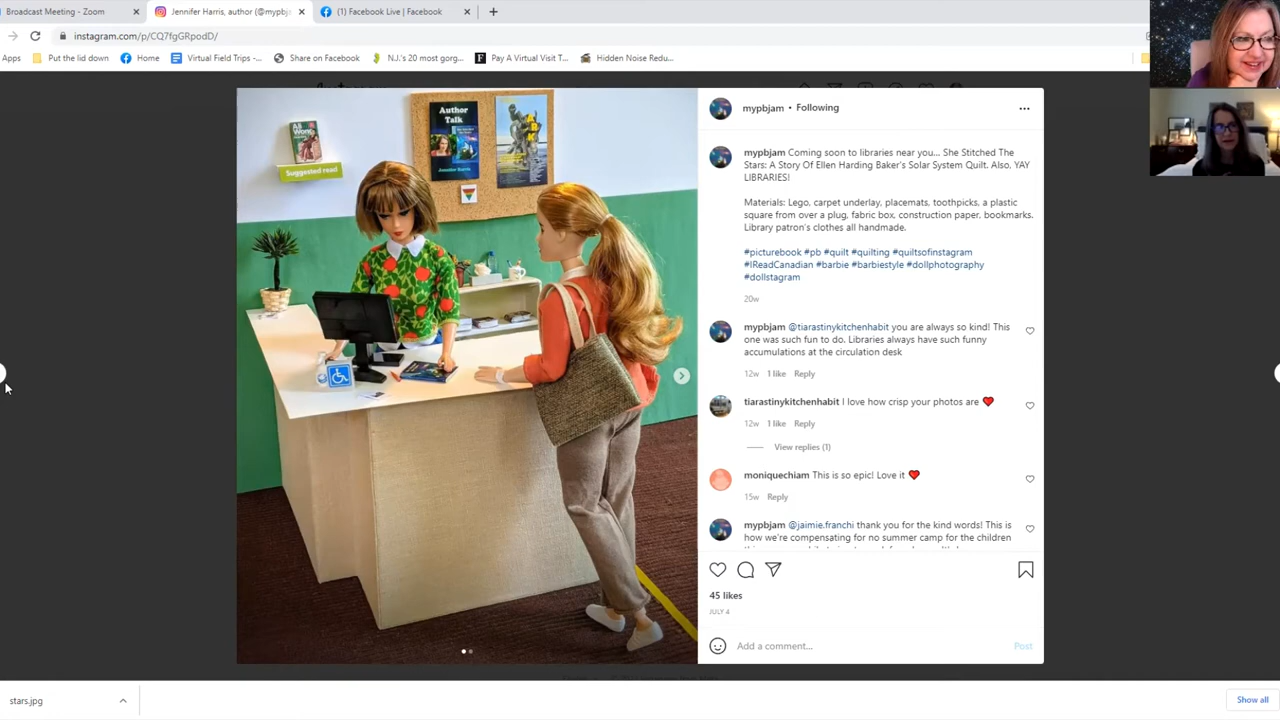 Broadcast Meeting - Zoom
Jennifer Harris, author (@mypbj
(1) Facebook Live | Facebook
instagram.com/p/CQ7fgGRpodD/
Apps
Put the lid down
Home
Virtual Field Trips -...
Share on Facebook
N.J.'s 20 most gorg...
Pay A Virtual Visit T...
Hidden Noise Redu...
Author
Talk
Jennifer Harris
Suggested read
mypbjam • Following
mypbjam Coming soon to libraries near you... She Stitched The
Stars: A Story Of Ellen Harding Baker's Solar System Quilt. Also, YAY
LIBRARIES!
Materials: Lego, carpet underlay, placemats, toothpicks, a plastic
square from over a plug, fabric box, construction paper, bookmarks.
Library patron's clothes all handmade.
#picturebook #pb #quilt #quilting #quiltsofinstagram
#IReadCanadian #barbie #barbiestyle #dollphotography
#dollstagram
20w
mypbjam @tiarastinykitchenhabit you are always so kind! This
one was such fun to do. Libraries always have such funny
accumulations at the circulation desk
12w 1 like Reply
tiarastinykitchenhabit I love how crisp your photos are ❤
12w 1 like Reply
View replies (1)
moniquechiam This is so epic! Love it ❤
15w Reply
mypbjam @jaimie.franchi thank you for the kind words! This is
how we're compensating for no summer camp for the children
45 likes
JULY 4
Add a comment...
Post
stars.jpg
Show all